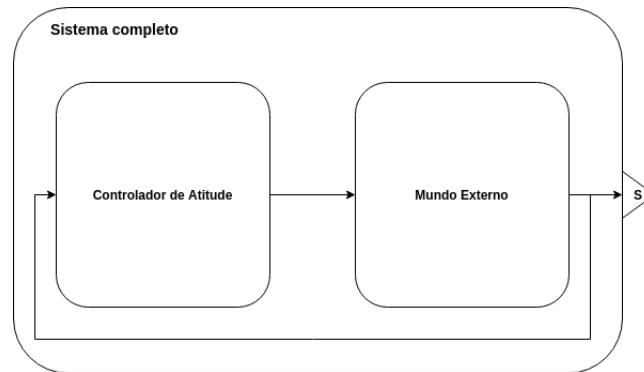 Sistema completo
Controlador de Atitude
Mundo Externo
S